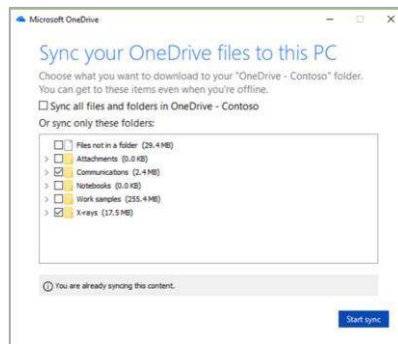 Microsoft OneDrive
Sync your OneDrive files to this PC
Choose what you want to download to your "OneDrive - Contoso" folder.
You can get to these items even when you're offline.
Sync all files and folders in OneDrive - Contoso
Or sync only these folders:
Files not in a folder (29.4 MB)
Attachments (0.0 KB)
Communications (2.4 MB)
Notebooks (0.0 KB)
Work samples (255.4 MB)
X-rays (17.5 MB)
You are already syncing this content.
Start sync